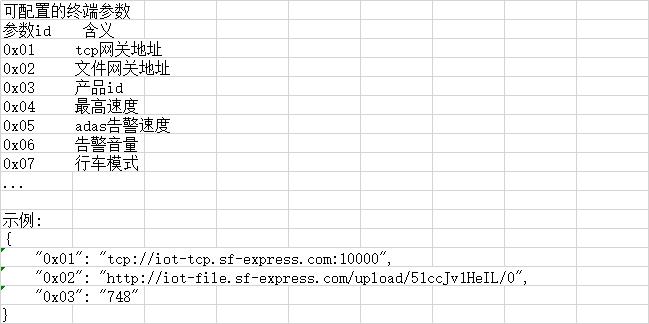 可配置的终端参数
参数id 含义
0x01 tcp网关地址
0x02 文件网关地址
0x03 产品id
0x04 最高速度
0x05 adas告警速度
0x06 告警音量
0x07 行车模式
...
示例:
{
"0x01": "tcp://iot-tcp.sf-express.com:10000",
"0x02": "http://iot-file.sf-express.com/upload/51ccJv1HeIL/0",
"0x03": "748"
}